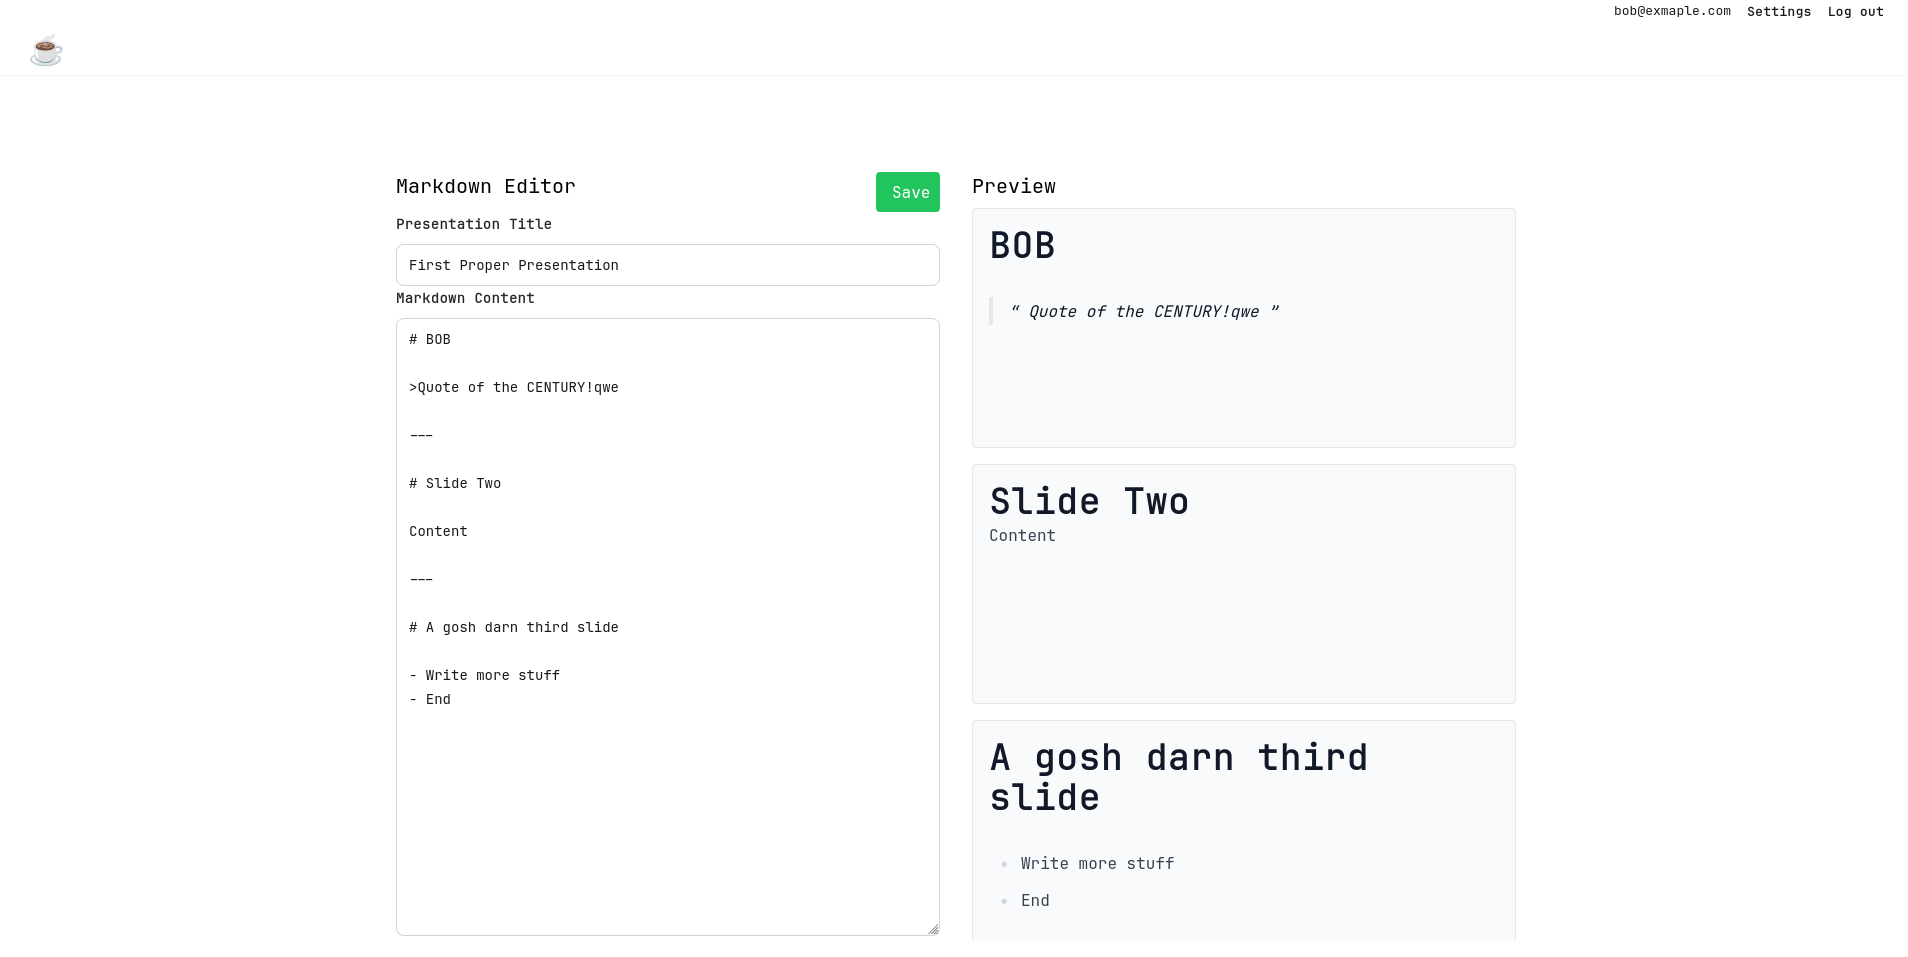 bob@exmaple.com Settings Log out
Markdown Editor
Save
Presentation Title
First Proper Presentation
Markdown Content
# BOB
>Quote of the CENTURY!qwe
---
# Slide Two
Content
---
# A gosh darn third slide
- Write more stuff
- End
Preview
BOB
“ Quote of the CENTURY!qwe ”
Slide Two
Content
A gosh darn third
slide
• Write more stuff
• End